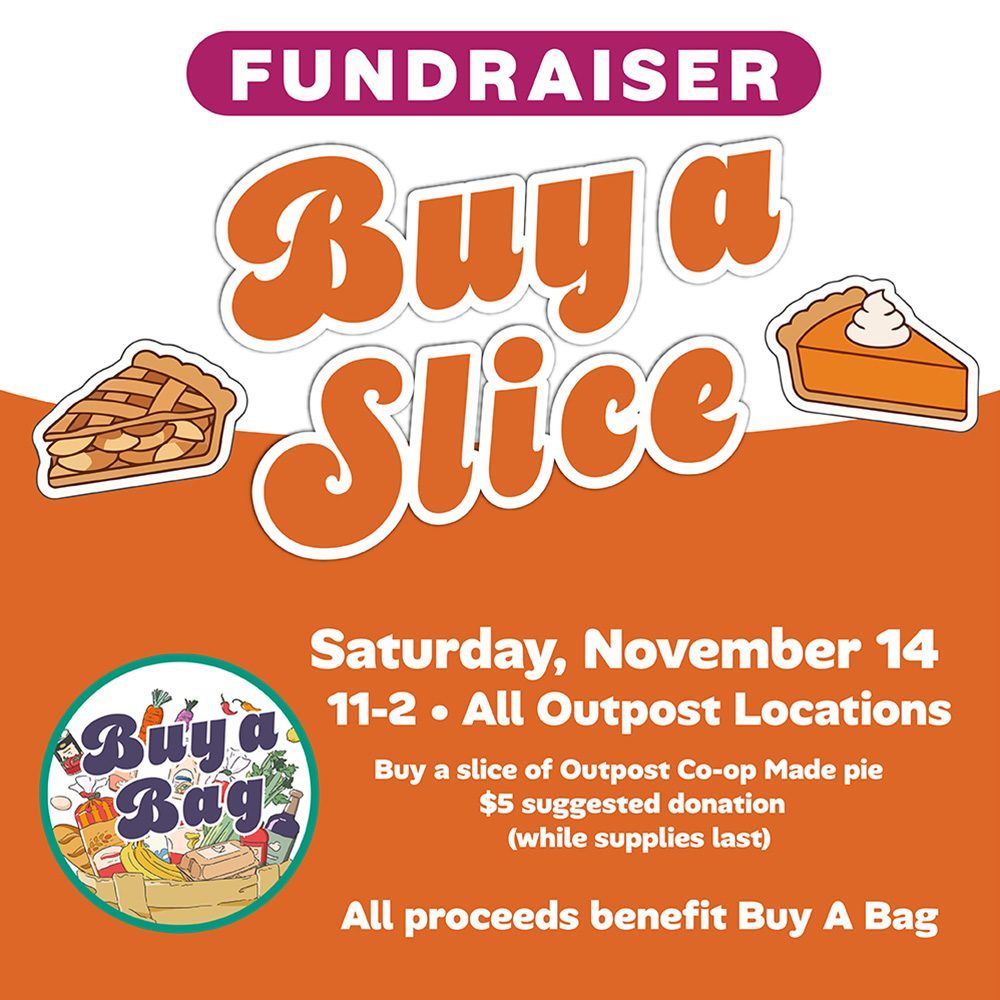 FUNDRAISER
Buy a
Slice
Saturday, November 14
11-2 • All Outpost Locations
Buy a slice of Outpost Co-op Made pie
$5 suggested donation
(while supplies last)
All proceeds benefit Buy A Bag
Buy a
Bag